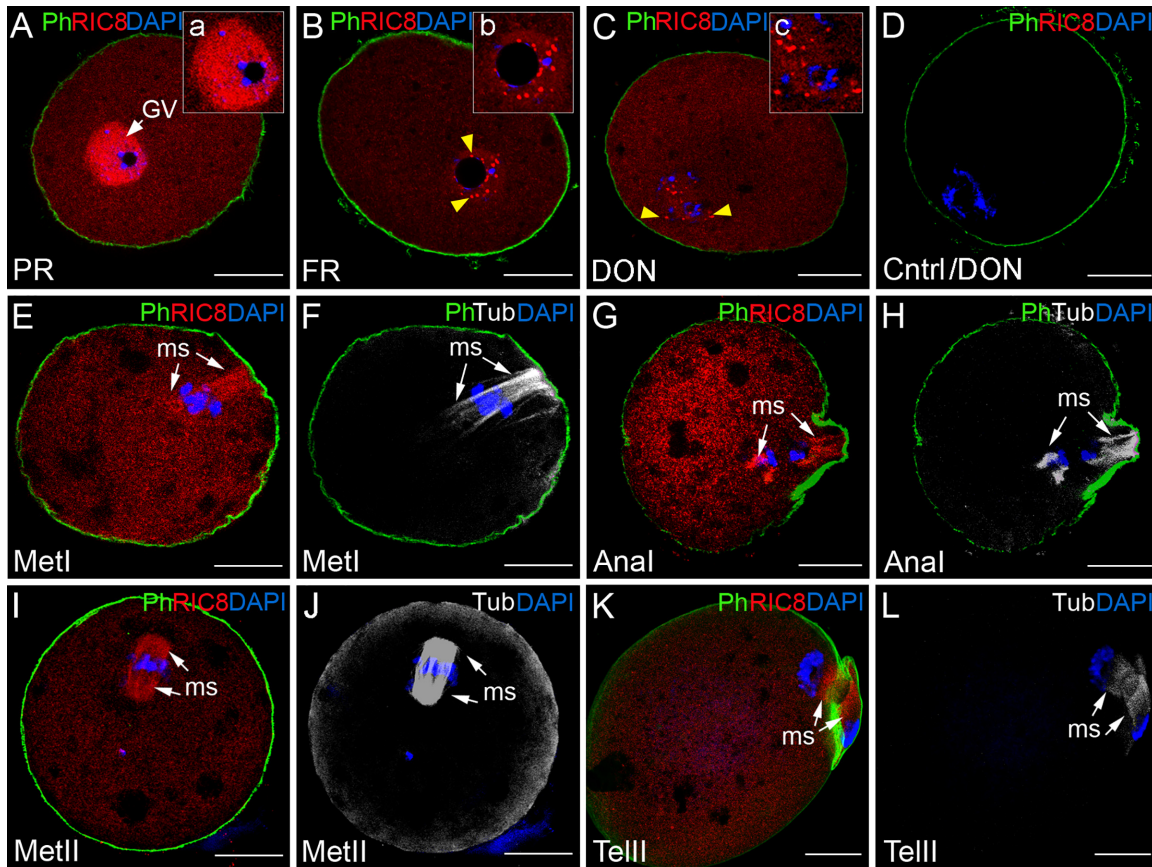 A PhRIC8DAPI a GV PR
B PhRIC8DAPI b FR
C PhRIC8DAPI c DON
D PhRIC8DAPI Cntrl/DON
E PhRIC8DAPI ms MetI
F PhTubDAPI ms MetI
G PhRIC8DAPI ms AnaI
H PhTubDAPI ms AnaI
I PhRIC8DAPI ms MetII
J TubDAPI ms MetII
K PhRIC8DAPI ms TelII
L TubDAPI ms TelII